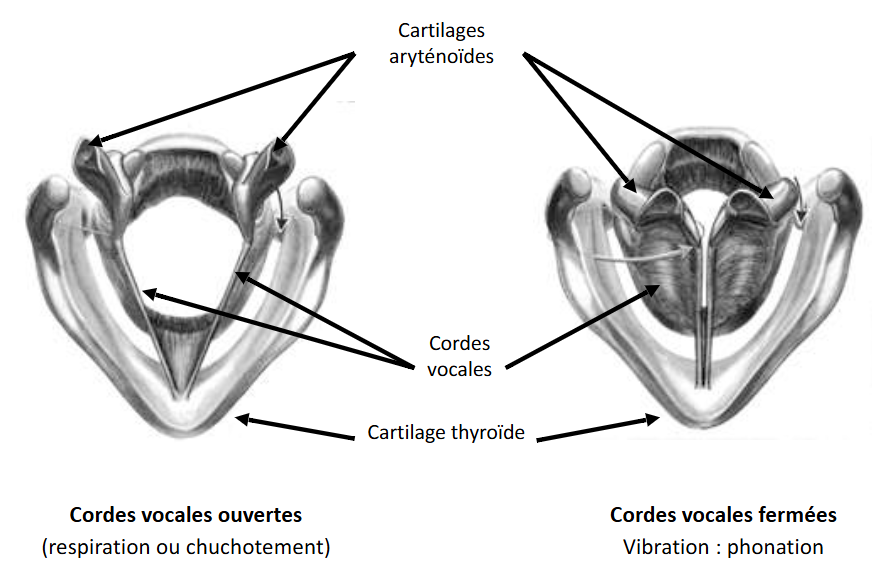 Cartilages
aryténoïdes
Cordes
vocales
Cartilage thyroïde
Cordes vocales ouvertes
(respiration ou chuchotement)
Cordes vocales fermées
Vibration : phonation